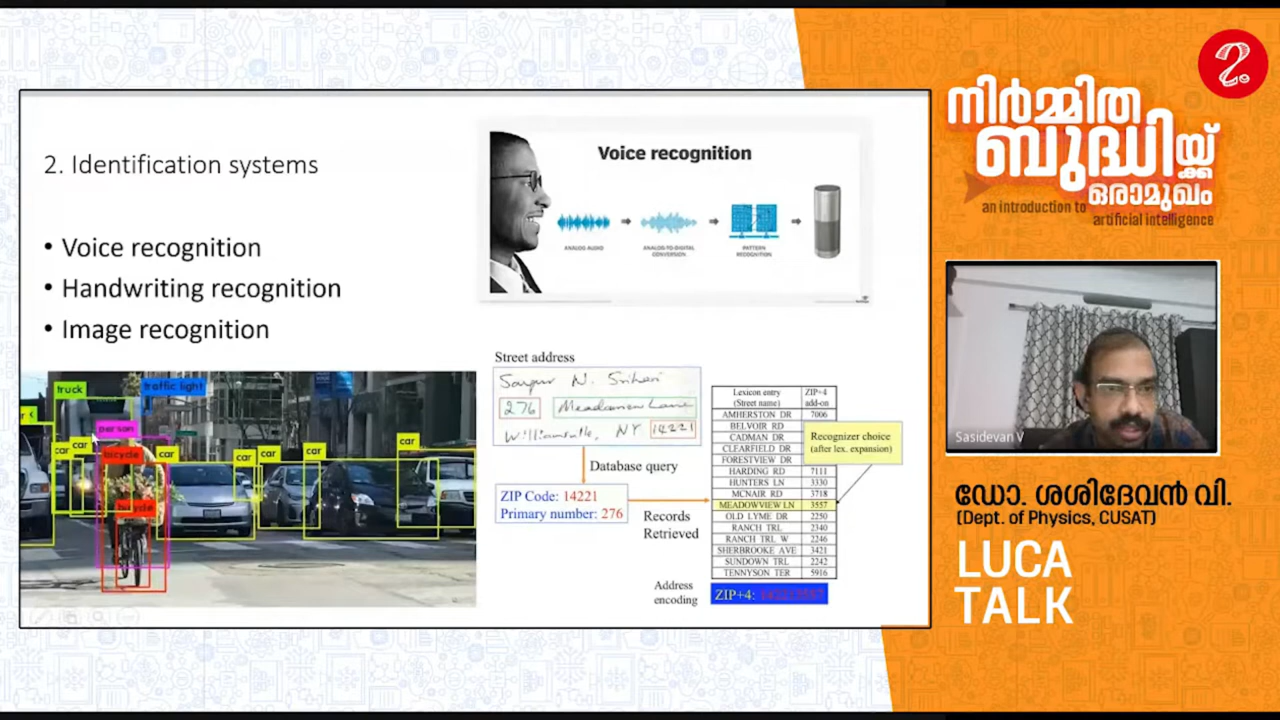 2. Identification systems
• Voice recognition
• Handwriting recognition
• Image recognition
Voice recognition
ANALOG AUDIO
ANALOG-TO-DIGITAL
CONVERSION
PATTERN
RECOGNITION
truck
traffic light
person
car
bicycle
car
car
car
car
car
car
bicycle
Street address
276 Meadowview Lane
Williamsville, NY 14221
Database query
ZIP Code: 14221
Primary number: 276
Records
Retrieved
Lexicon entry
(Street name)
ZIP+4
add-on
AMHERSTON DR 7006
BELVOIR RD
CADMAN DR
CLEARFIELD DR
FORESTVIEW DR
HARDING RD 7111
HUNTERS LN 3330
MCNAIR RD 3718
MEADOWVIEW LN 3557
OLD LYME DR 2250
RANCH TRL 2340
RANCH TRL W 2246
SHERBROOKE AVE 3421
SUNDOWN TRL 2242
TENNYSON TER 5916
Recognizer choice
(after lex. expansion)
Address
encoding
ZIP+4:
നിർമ്മിത
ബുദ്ധിയ്ക്ക്
ഒരാമുഖം
an introduction to
artificial intelligence
Sasidevan V
ഡോ. ശശിദേവൻ വി.
(Dept. of Physics, CUSAT)
LUCA
TALK